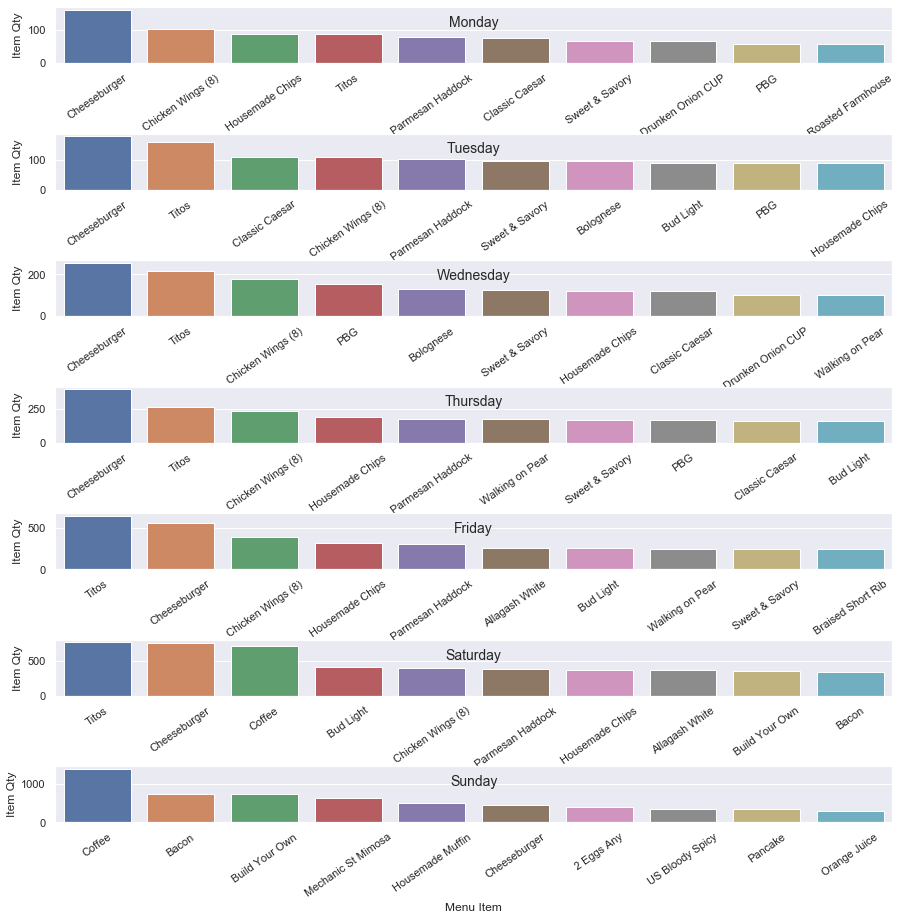 Monday
Item Qty
100
0
Cheeseburger
Chicken Wings (8)
Housemade Chips
Titos
Parmesan Haddock
Classic Caesar
Sweet & Savory
Drunken Onion CUP
PBG
Roasted Farmhouse
Tuesday
Item Qty
100
0
Cheeseburger
Titos
Classic Caesar
Chicken Wings (8)
Parmesan Haddock
Sweet & Savory
Bolognese
Bud Light
PBG
Housemade Chips
Wednesday
Item Qty
200
0
Cheeseburger
Titos
Chicken Wings (8)
PBG
Bolognese
Sweet & Savory
Housemade Chips
Classic Caesar
Drunken Onion CUP
Walking on Pear
Thursday
Item Qty
250
0
Cheeseburger
Titos
Chicken Wings (8)
Housemade Chips
Parmesan Haddock
Walking on Pear
Sweet & Savory
PBG
Classic Caesar
Bud Light
Friday
Item Qty
500
0
Titos
Cheeseburger
Chicken Wings (8)
Housemade Chips
Parmesan Haddock
Allagash White
Bud Light
Walking on Pear
Sweet & Savory
Braised Short Rib
Saturday
Item Qty
500
0
Titos
Cheeseburger
Coffee
Bud Light
Chicken Wings (8)
Parmesan Haddock
Housemade Chips
Allagash White
Build Your Own
Bacon
Sunday
Item Qty
1000
0
Coffee
Bacon
Build Your Own
Mechanic St Mimosa
Housemade Muffin
Cheeseburger
2 Eggs Any
US Bloody Spicy
Pancake
Orange Juice
Menu Item